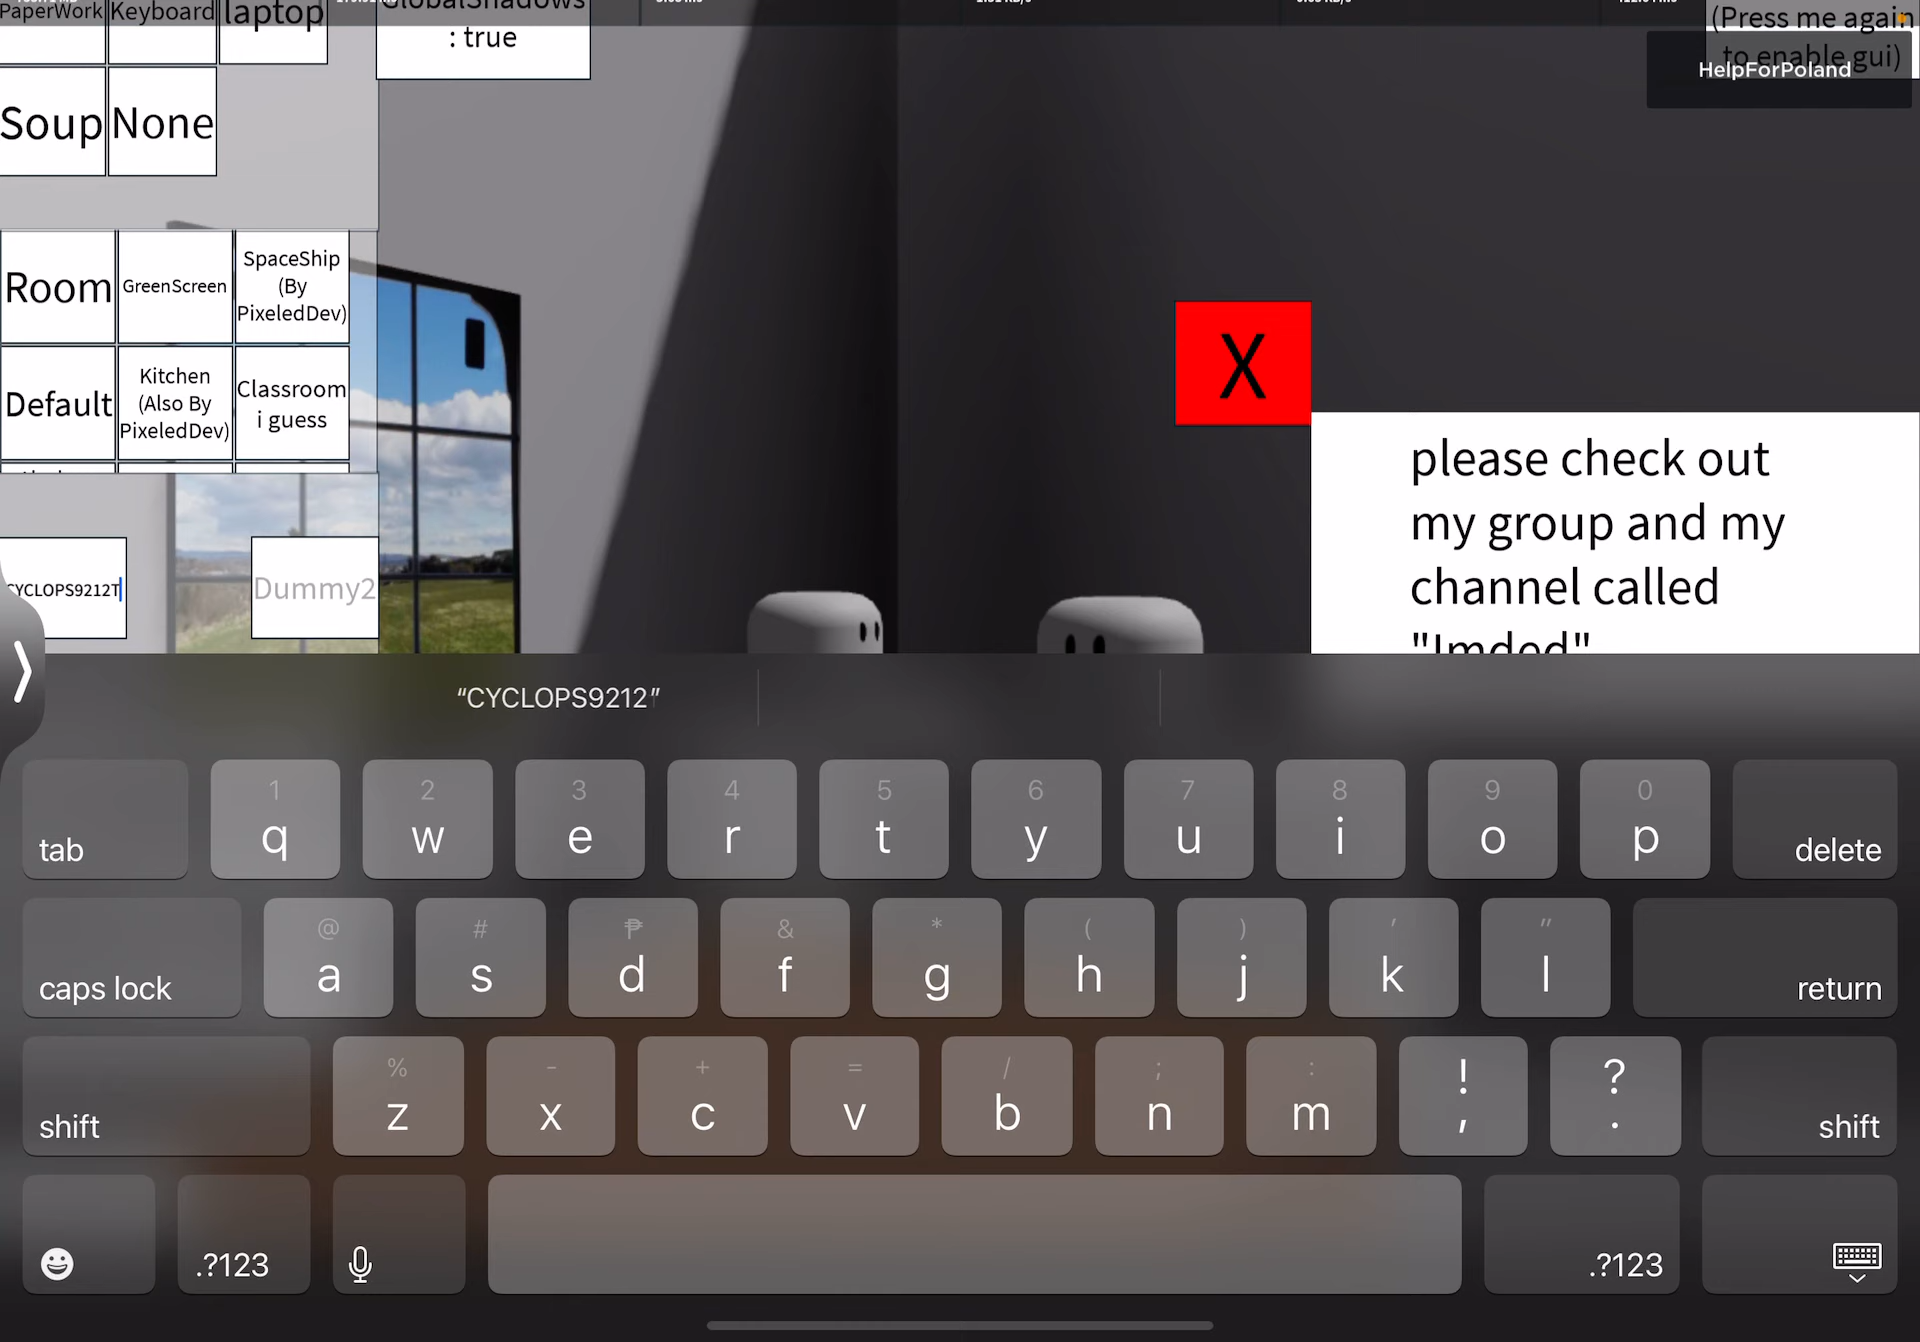 PaperWork
Keyboard
laptop
: true
(Press me again
to enable gui)
HelpForPoland
Soup
None
Room
GreenScreen
SpaceShip
(By
PixeledDev)
Default
Kitchen
(Also By
PixeledDev)
Classroom
i guess
X
please check out
my group and my
channel called
"Imded"
CYCLOPS9212T
Dummy2
“CYCLOPS9212”
1 2 3 4 5 6 7 8 9 0
tab q w e r t y u i o p delete
@ # ₱ & * ( ) ' "
caps lock a s d f g h j k l return
% - + = / ; : ! ?
shift z x c v b n m , . shift
.?123
.?123